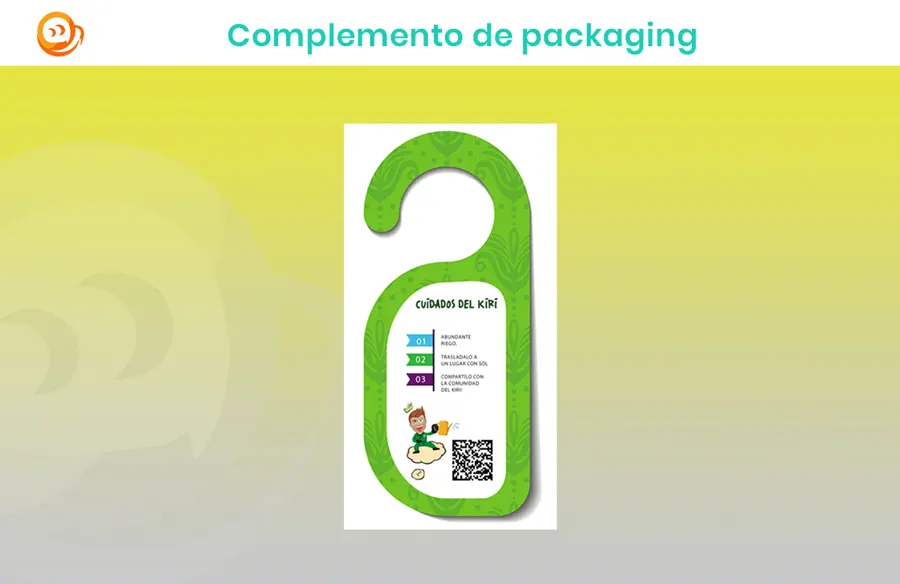 Complemento de packaging
CUIDADOS DEL KIRI
01
ABUNDANTE
RIEGO.
02
TRASLADALO A
UN LUGAR CON SOL
03
COMPARTÍLO CON
LA COMUNIDAD
DEL KIRI!